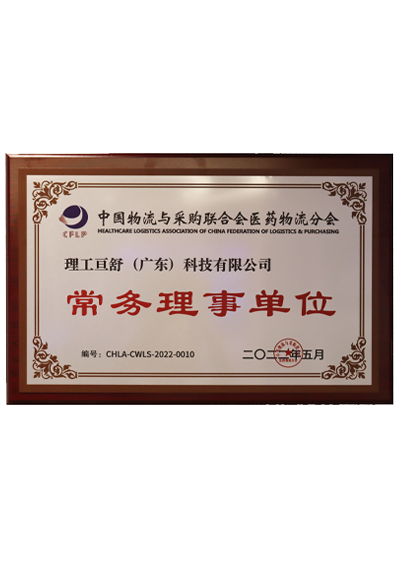 CFLP
中国物流与采购联合会医药物流分会
HEALTHCARE LOGISTICS ASSOCIATION OF CHINA FEDERATION OF LOGISTICS & PURCHASING
理工亘舒（广东）科技有限公司
常务理事单位
编号：CHLA-CWLS-2022-0010
二〇二二年五月